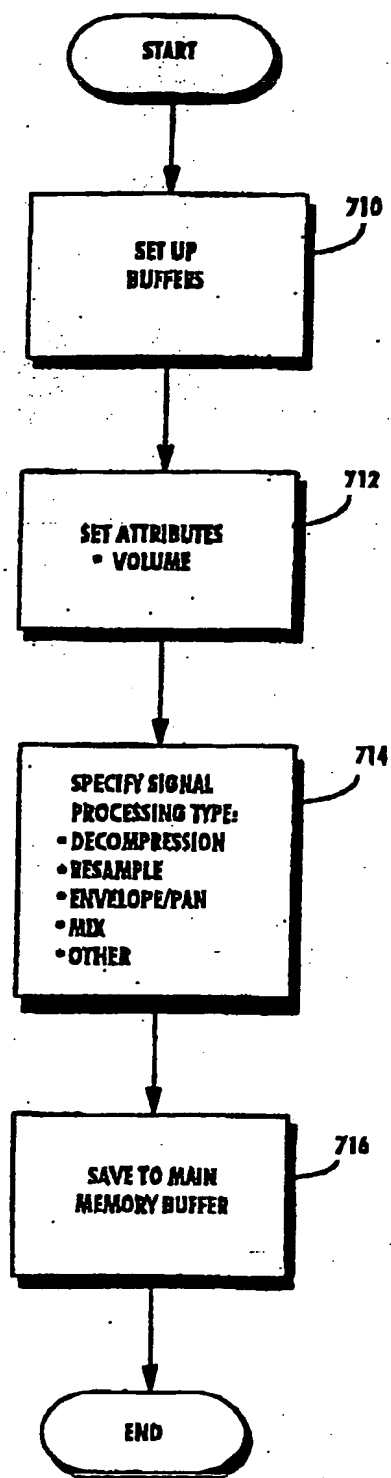 START
710
SET UP
BUFFERS
712
SET ATTRIBUTES
• VOLUME
714
SPECIFY SIGNAL
PROCESSING TYPE:
• DECOMPRESSION
• RESAMPLE
• ENVELOPE/PAN
• MIX
• OTHER
716
SAVE TO MAIN
MEMORY BUFFER
END